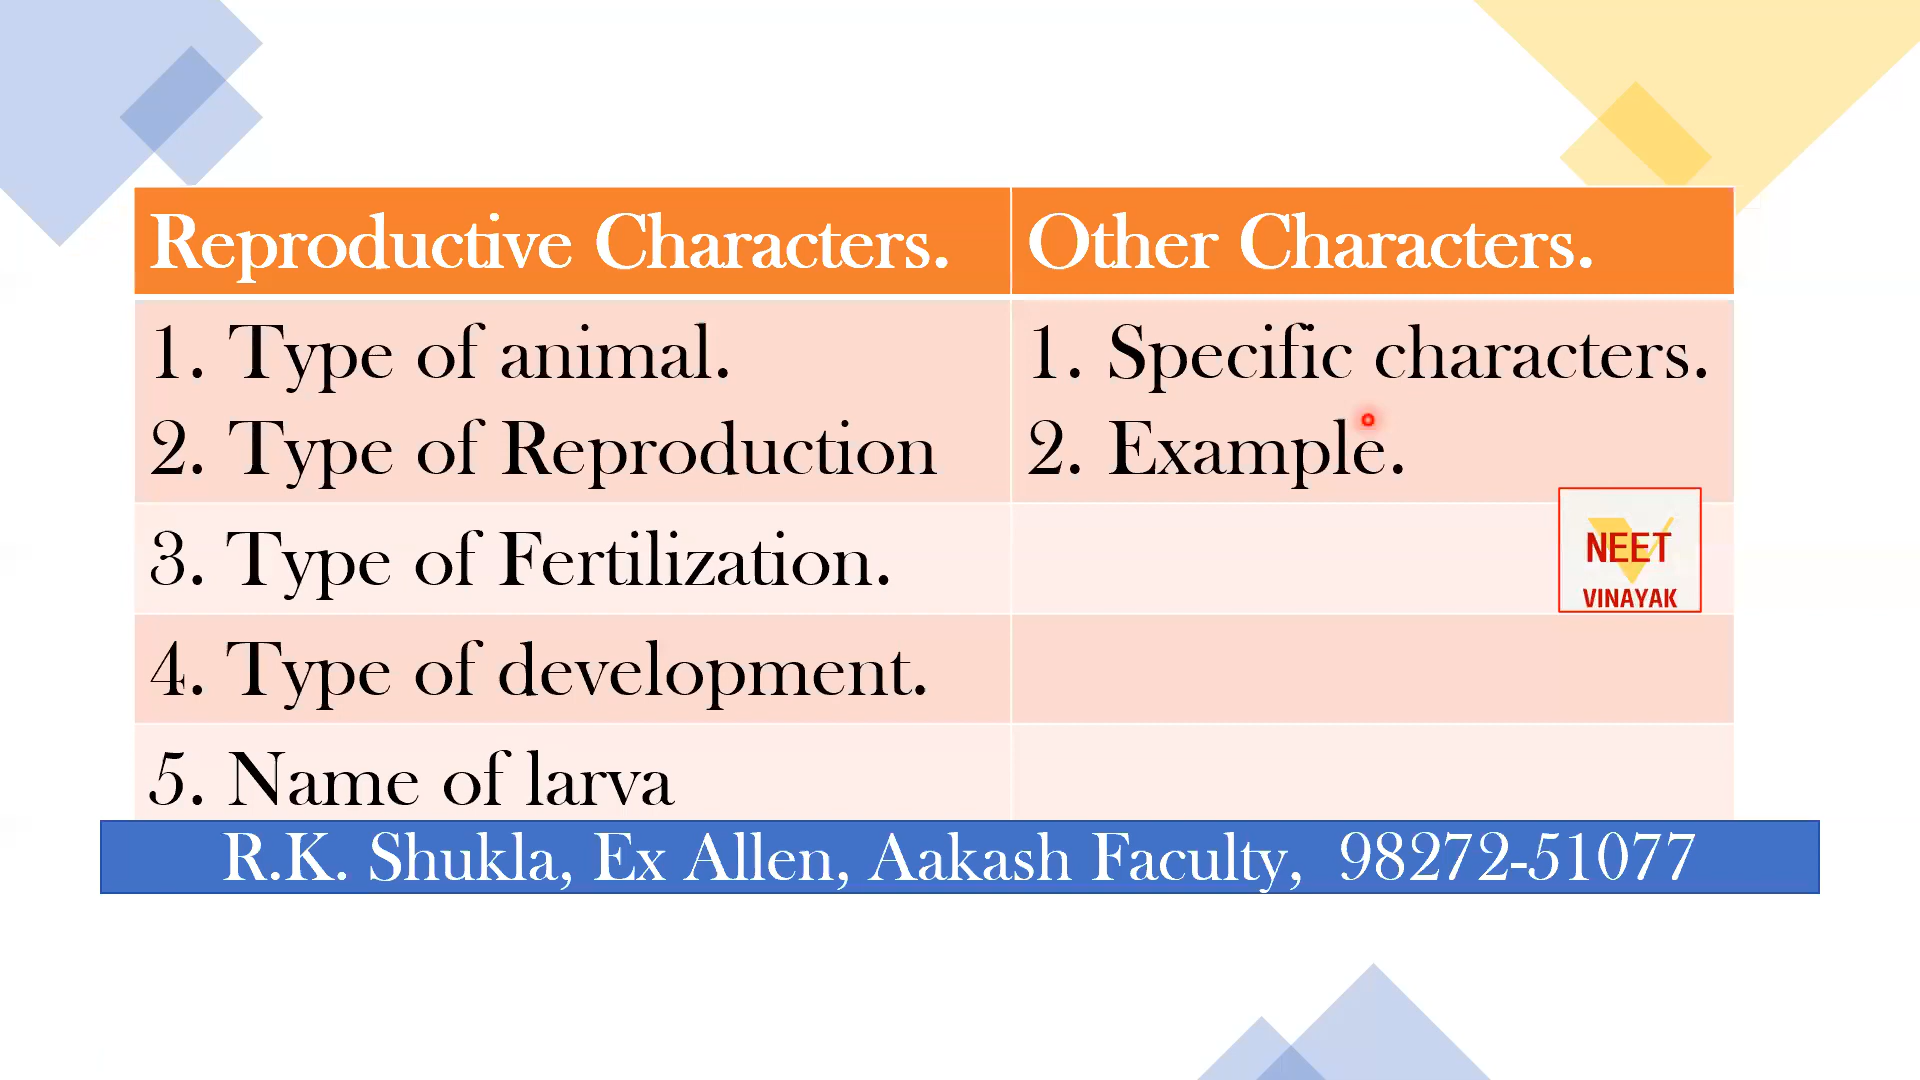 Reproductive Characters.
Other Characters.
1. Type of animal.
2. Type of Reproduction
1. Specific characters.
2. Example.
3. Type of Fertilization.
NEET
VINAYAK
4. Type of development.
5. Name of larva
R.K. Shukla, Ex Allen, Aakash Faculty, 98272-51077